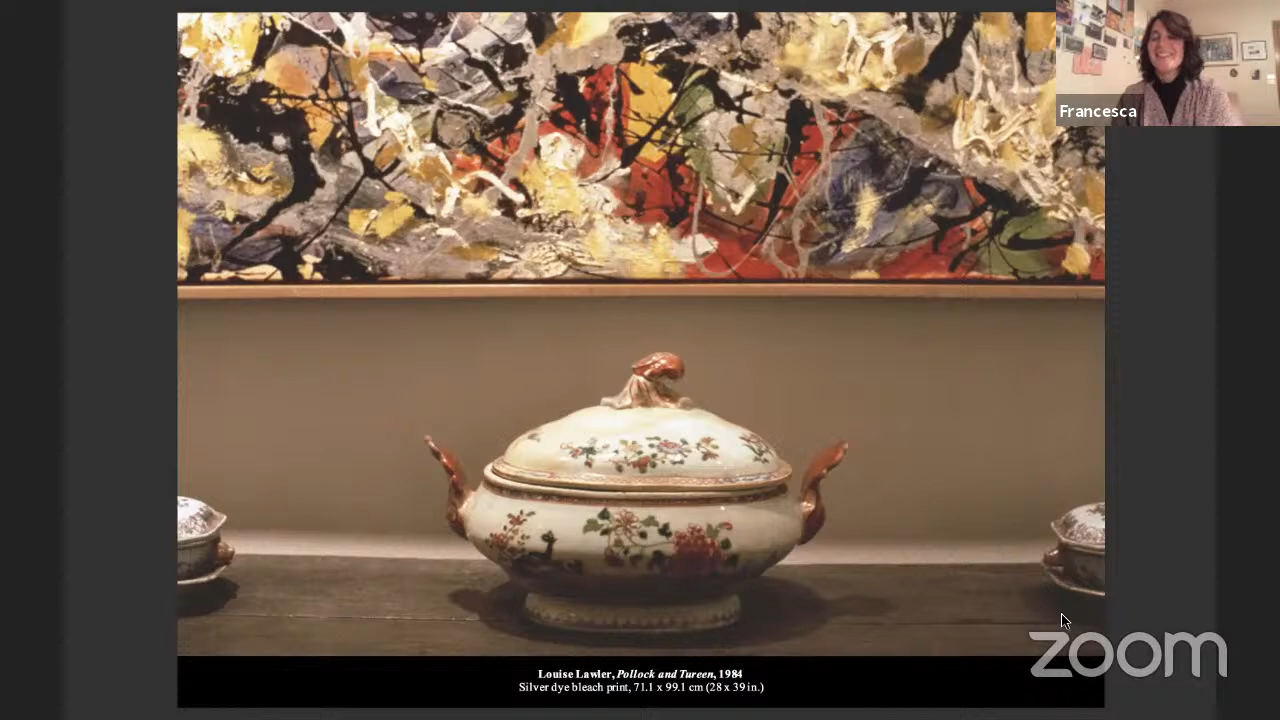 Francesca
zoom
Louise Lawler, Pollock and Tureen, 1984
Silver dye bleach print, 71.1 x 99.1 cm (28 x 39 in.)